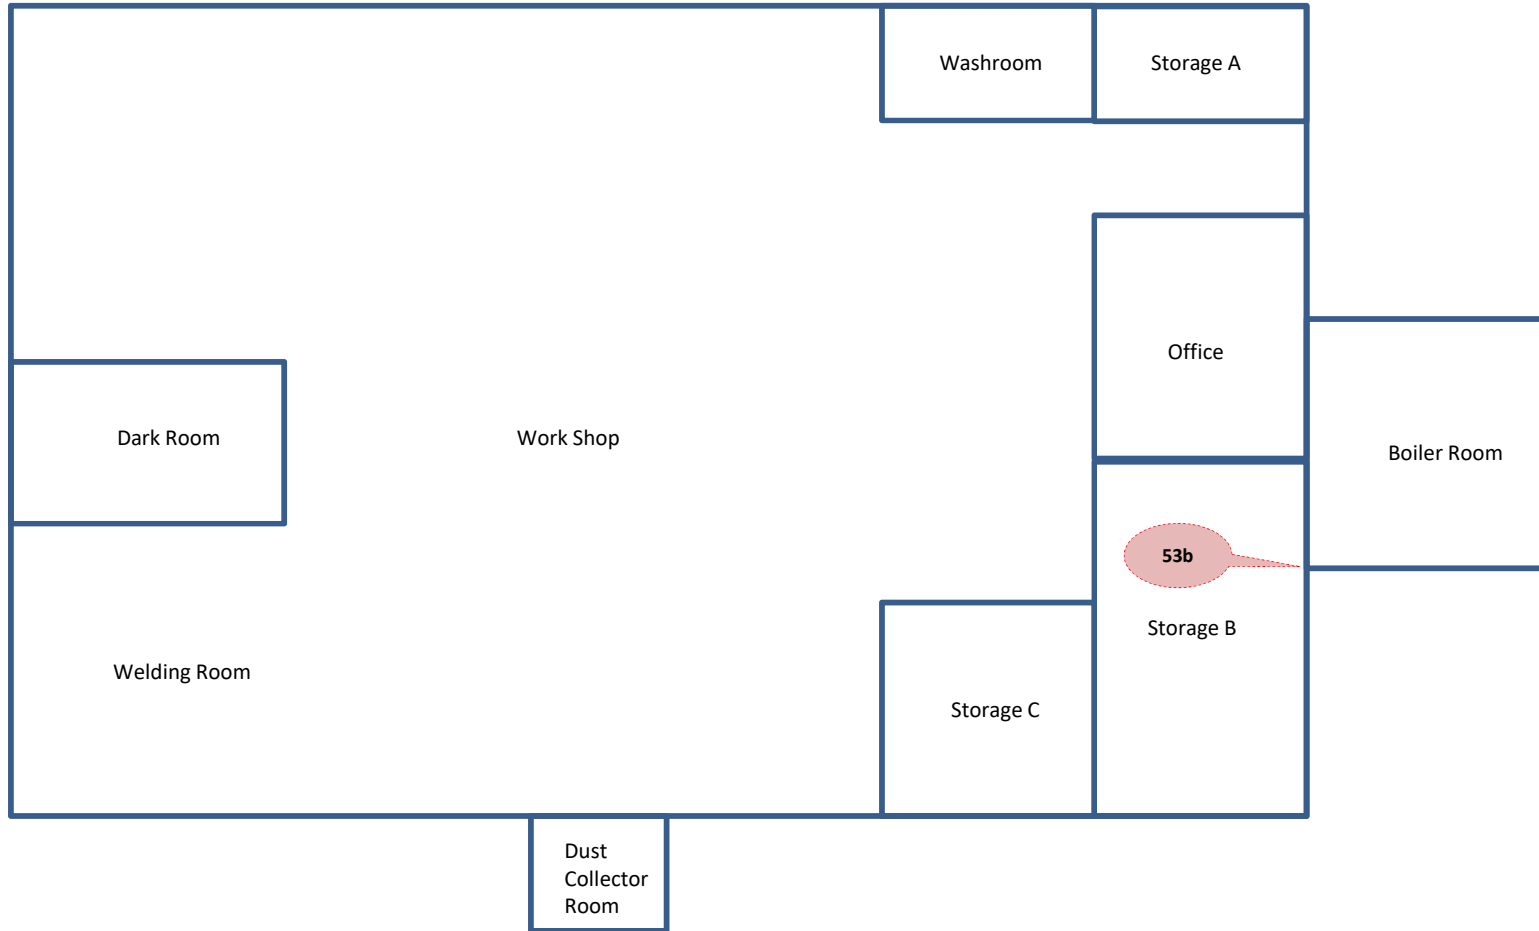 Washroom
Storage A
Office
Dark Room
Work Shop
Boiler Room
53b
Storage B
Welding Room
Storage C
Dust
Collector
Room